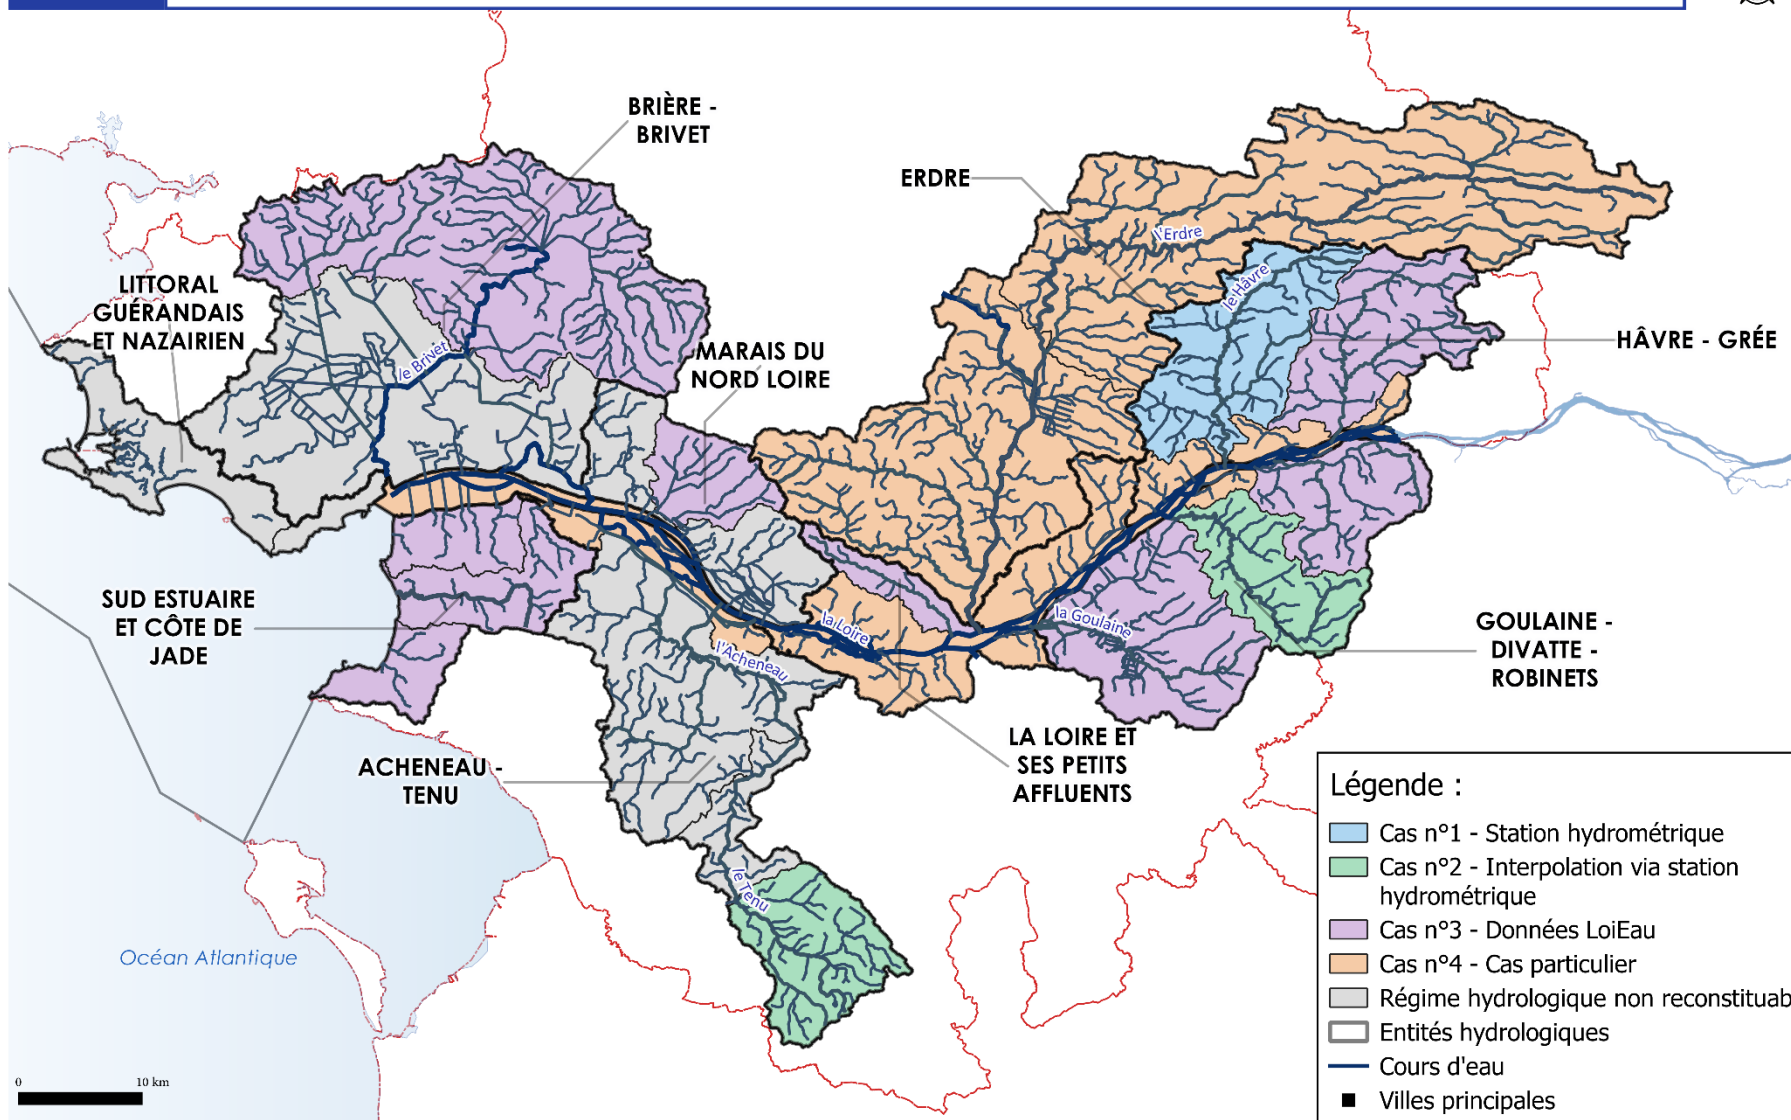 BRIÈRE -
BRIVET
ERDRE
l'Erdre
le Hâvre
LITTORAL
GUÉRANDAIS
ET NAZAIRIEN
le Brivet
MARAIS DU
NORD LOIRE
HÂVRE - GRÉE
SUD ESTUAIRE
ET CÔTE DE
JADE
la Loire
la Goulaine
l'Acheneau
GOULAINE -
DIVATTE -
ROBINETS
ACHENEAU -
TENU
LA LOIRE ET
SES PETITS
AFFLUENTS
le Tenu
Océan Atlantique
0 10 km
Légende :
Cas n°1 - Station hydrométrique
Cas n°2 - Interpolation via station
hydrométrique
Cas n°3 - Données LoiEau
Cas n°4 - Cas particulier
Régime hydrologique non reconstituab
Entités hydrologiques
Cours d'eau
Villes principales